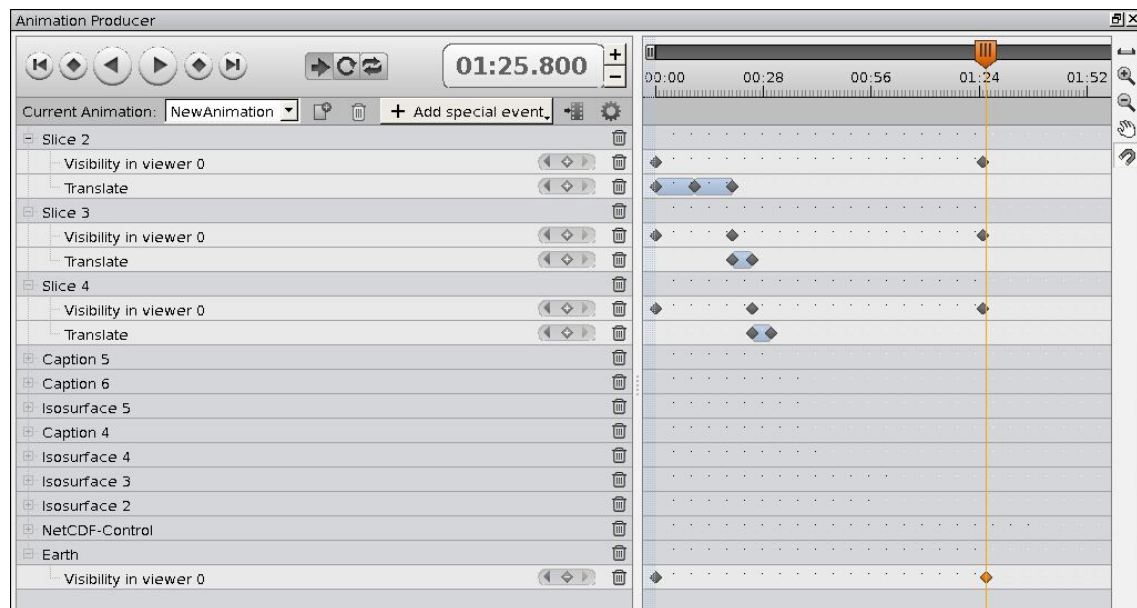 Animation Producer
01:25.800
00:00 00:28 00:56 01:24 01:52
Current Animation: NewAnimation + Add special event
Slice 2
Visibility in viewer 0
Translate
Slice 3
Visibility in viewer 0
Translate
Slice 4
Visibility in viewer 0
Translate
Caption 5
Caption 6
Isosurface 5
Caption 4
Isosurface 4
Isosurface 3
Isosurface 2
NetCDF-Control
Earth
Visibility in viewer 0